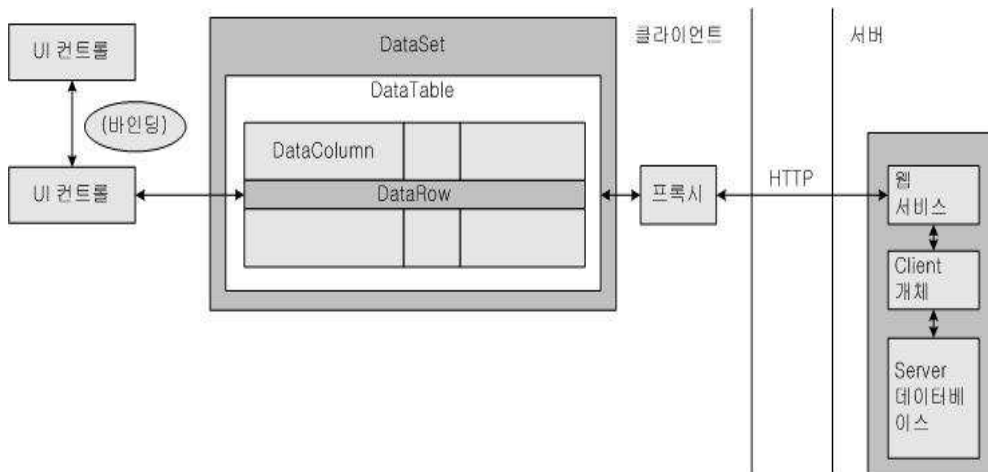 UI 컨트롤
(바인딩)
UI 컨트롤
DataSet
DataTable
DataColumn
DataRow
클라이언트
프록시
HTTP
서버
웹
서비스
Client
개체
Server
데이터베
이스